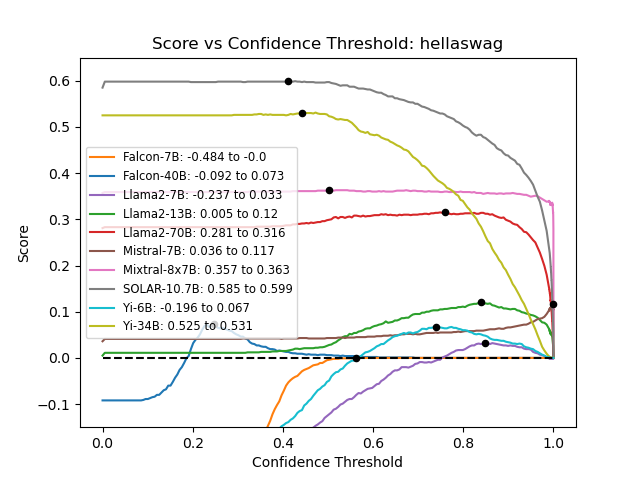 Score vs Confidence Threshold: hellaswag
0.6
0.5
0.4
0.3
0.2
0.1
0.0
−0.1
Score
Falcon-7B: -0.484 to -0.0
Falcon-40B: -0.092 to 0.073
Llama2-7B: -0.237 to 0.033
Llama2-13B: 0.005 to 0.12
Llama2-70B: 0.281 to 0.316
Mistral-7B: 0.036 to 0.117
Mixtral-8x7B: 0.357 to 0.363
SOLAR-10.7B: 0.585 to 0.599
Yi-6B: -0.196 to 0.067
Yi-34B: 0.525 to 0.531
0.0 0.2 0.4 0.6 0.8 1.0
Confidence Threshold